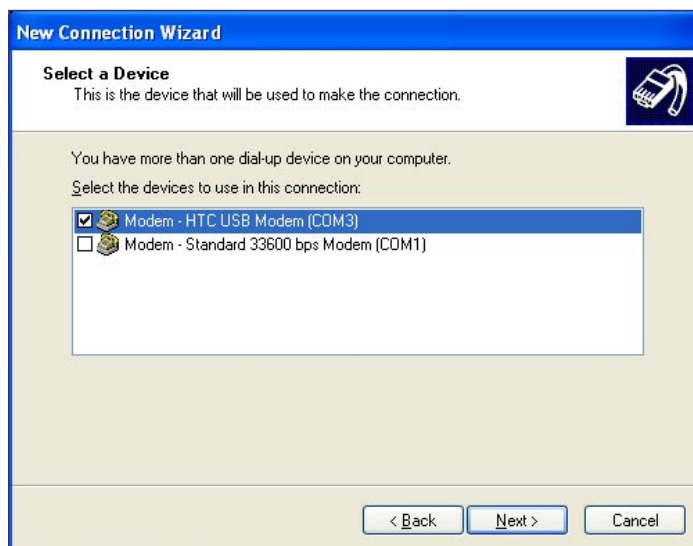 New Connection Wizard
Select a Device
This is the device that will be used to make the connection.
You have more than one dial-up device on your computer.
Select the devices to use in this connection:
Modem - HTC USB Modem (COM3)
Modem - Standard 33600 bps Modem (COM1)
< Back Next > Cancel